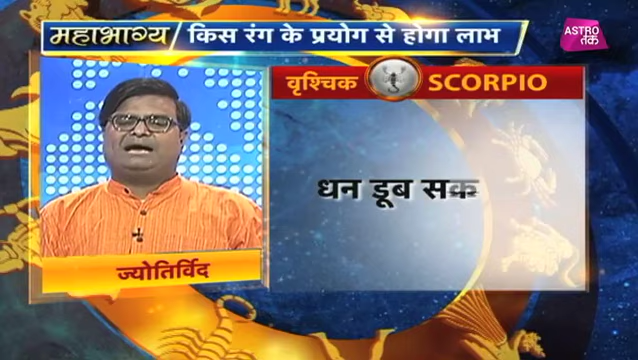 महाभाग्य किस रंग के प्रयोग से होगा लाभ
ASTRO
तक
वृश्चिक SCORPIO
धन डूब सक
ज्योतिर्विद